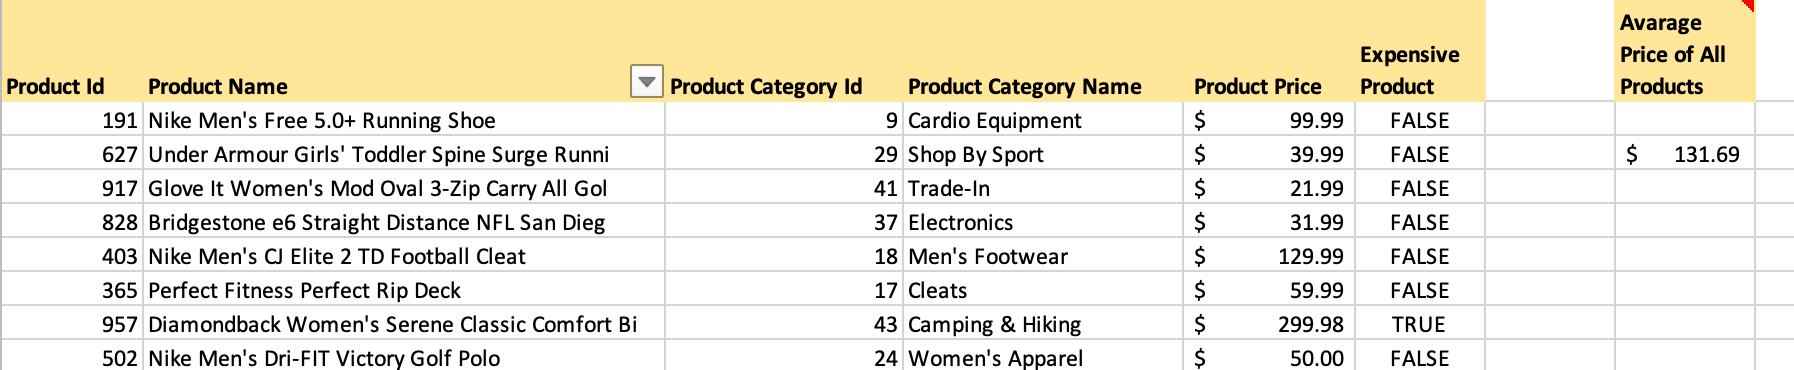 Product Id Product Name Product Category Id Product Category Name Product Price Expensive Product Avarage Price of All Products
191 Nike Men's Free 5.0+ Running Shoe 9 Cardio Equipment $ 99.99 FALSE
627 Under Armour Girls' Toddler Spine Surge Runni 29 Shop By Sport $ 39.99 FALSE $ 131.69
917 Glove It Women's Mod Oval 3-Zip Carry All Gol 41 Trade-In $ 21.99 FALSE
828 Bridgestone e6 Straight Distance NFL San Dieg 37 Electronics $ 31.99 FALSE
403 Nike Men's CJ Elite 2 TD Football Cleat 18 Men's Footwear $ 129.99 FALSE
365 Perfect Fitness Perfect Rip Deck 17 Cleats $ 59.99 FALSE
957 Diamondback Women's Serene Classic Comfort Bi 43 Camping & Hiking $ 299.98 TRUE
502 Nike Men's Dri-FIT Victory Golf Polo 24 Women's Apparel $ 50.00 FALSE